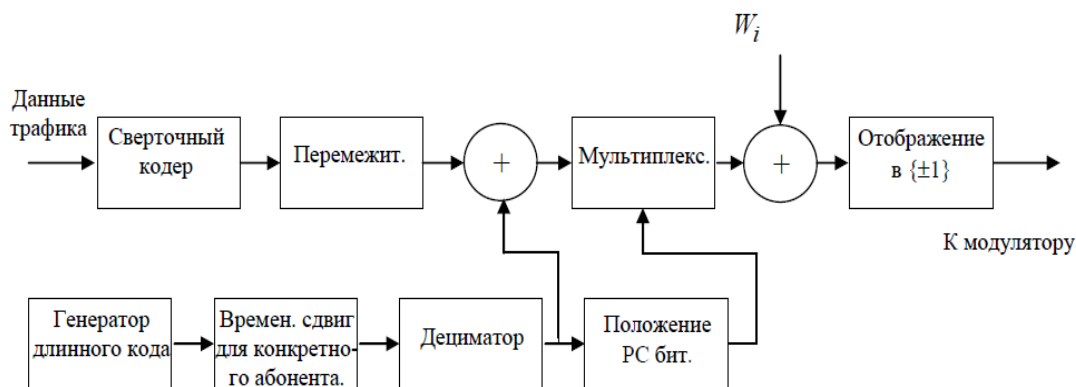 W_i
Данные
трафика
Сверточный
кодер
Перемежит.
+
Мультиплекс.
+
Отображение
в {±1}
К модулятору
Генератор
длинного кода
Времен. сдвиг
для конкретно-
го абонента.
Дециматор
Положение
РС бит.